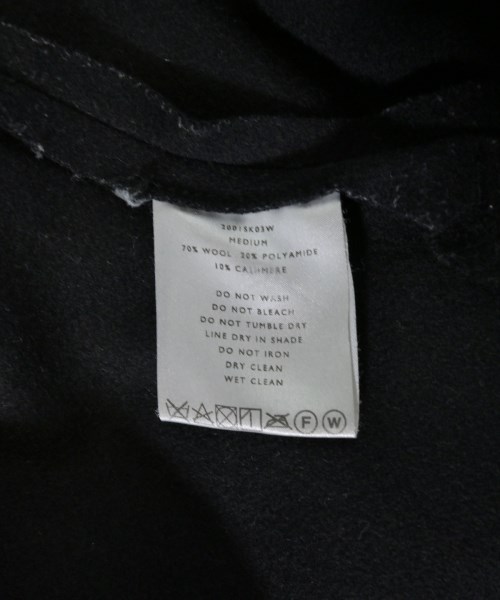 26015K03W
MEDIUM
70% WOOL 20% POLYAMIDE
10% CASHMERE
DO NOT WASH
DO NOT BLEACH
DO NOT TUMBLE DRY
LINE DRY IN SHADE
DO NOT IRON
DRY CLEAN
WET CLEAN
F W